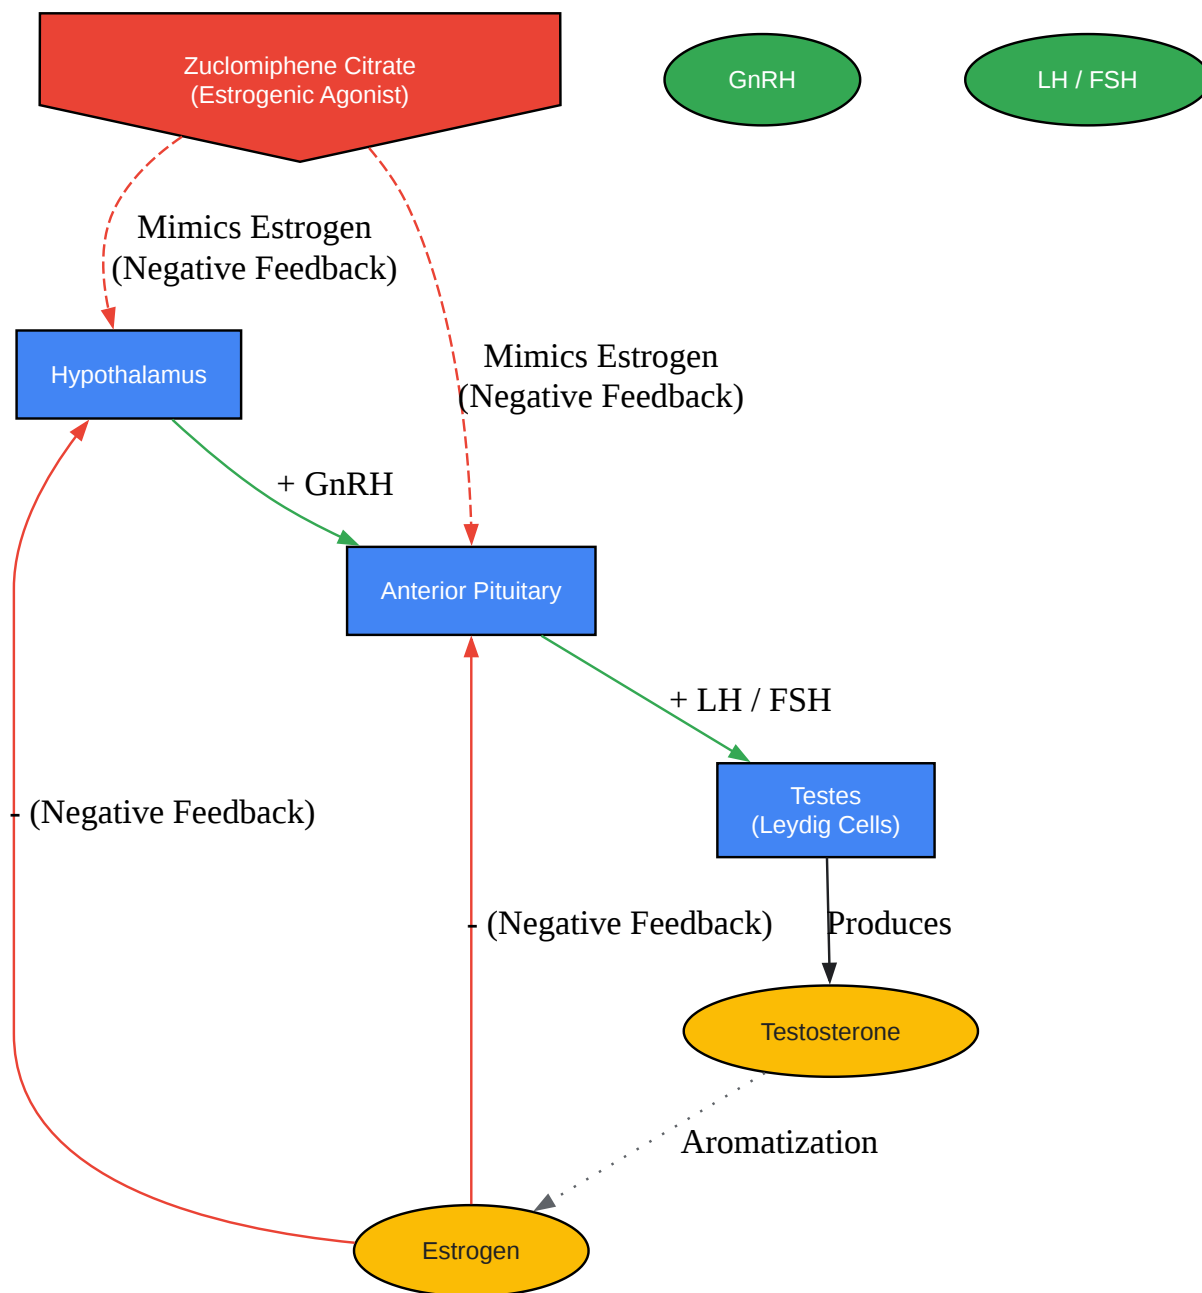 Zuclomiphene Citrate
(Estrogenic Agonist)
GnRH
LH / FSH
Mimics Estrogen
(Negative Feedback)
Mimics Estrogen
(Negative Feedback)
Hypothalamus
+ GnRH
Anterior Pituitary
+ LH / FSH
Testes
(Leydig Cells)
- (Negative Feedback)
- (Negative Feedback)
Produces
Testosterone
Aromatization
Estrogen